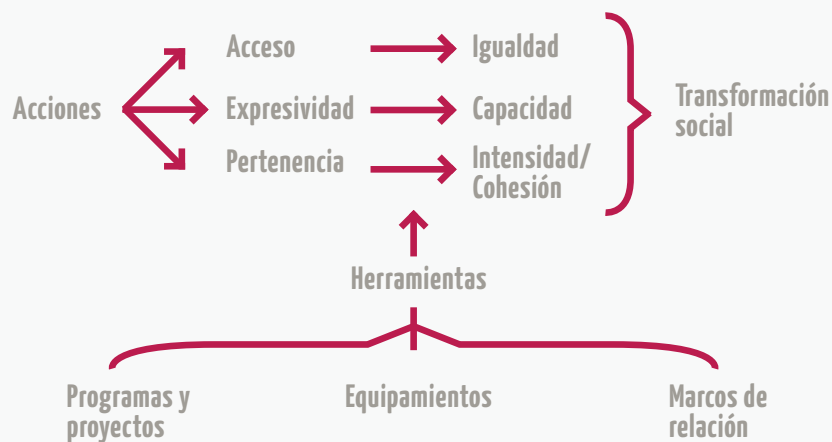 Acceso
Igualdad
Acciones
Expresividad
Capacidad
Transformación
social
Pertenencia
Intensidad/
Cohesión
Herramientas
Programas y
proyectos
Equipamientos
Marcos de
relación